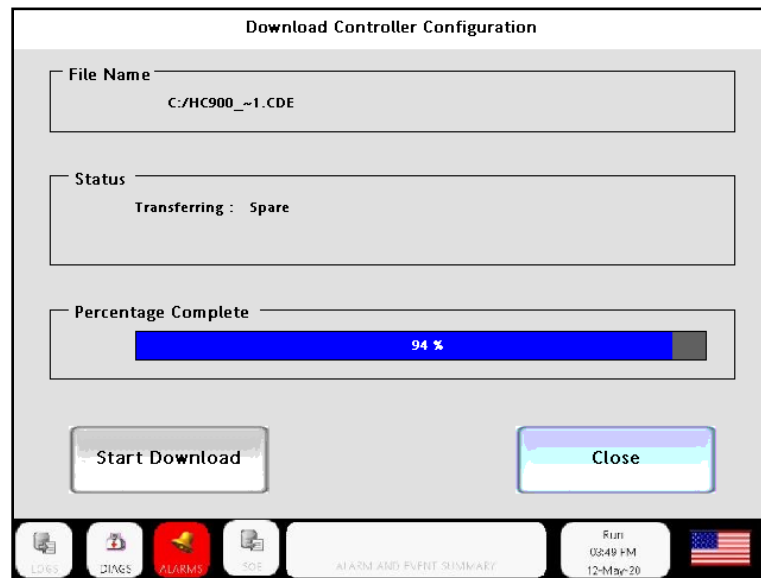 Download Controller Configuration
File Name
C:/HC900_~1.CDE
Status
Transferring : Spare
Percentage Complete
94 %
Start Download
Close
LOGS
DIAGS
ALARMS
SOE
ALARM AND EVENT SUMMARY
Run
03:49 PM
12-May-20